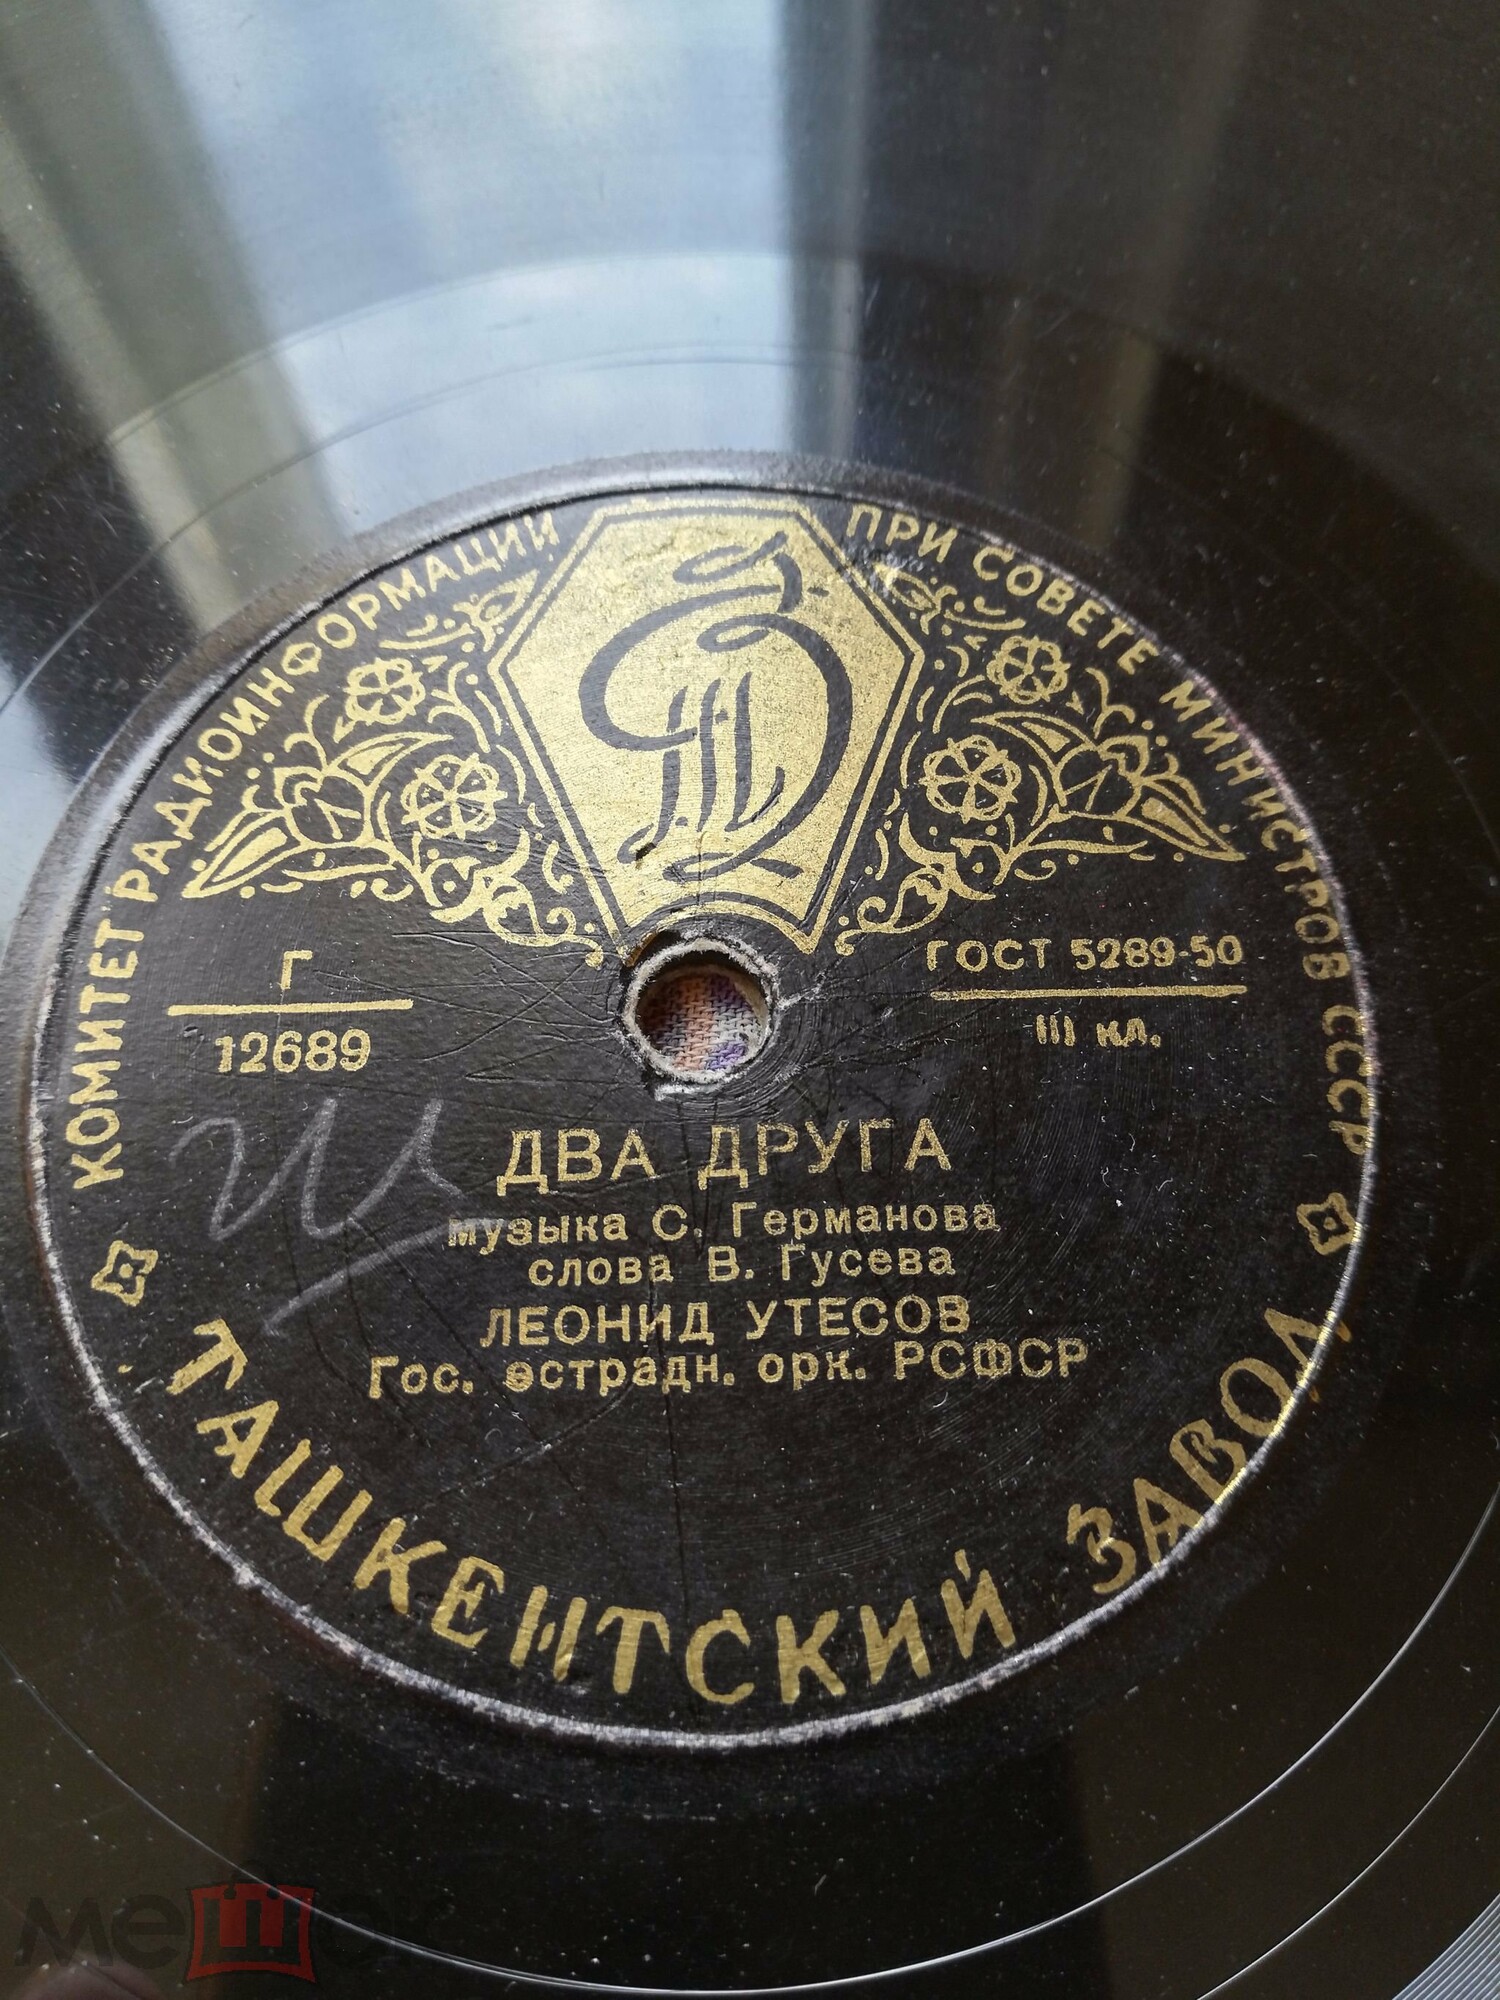 КОМИТЕТ РАДИОИНФОРМАЦИИ ПРИ СОВЕТЕ МИНИСТРОВ СССР
Г
12689
ГОСТ 5289-50
III кл.
ДВА ДРУГА
музыка С. Германова
слова В. Гусева
ЛЕОНИД УТЕСОВ
Гос. эстрадн. орк. РСФСР
ТАШКЕНТСКИЙ ЗАВОД
мешок